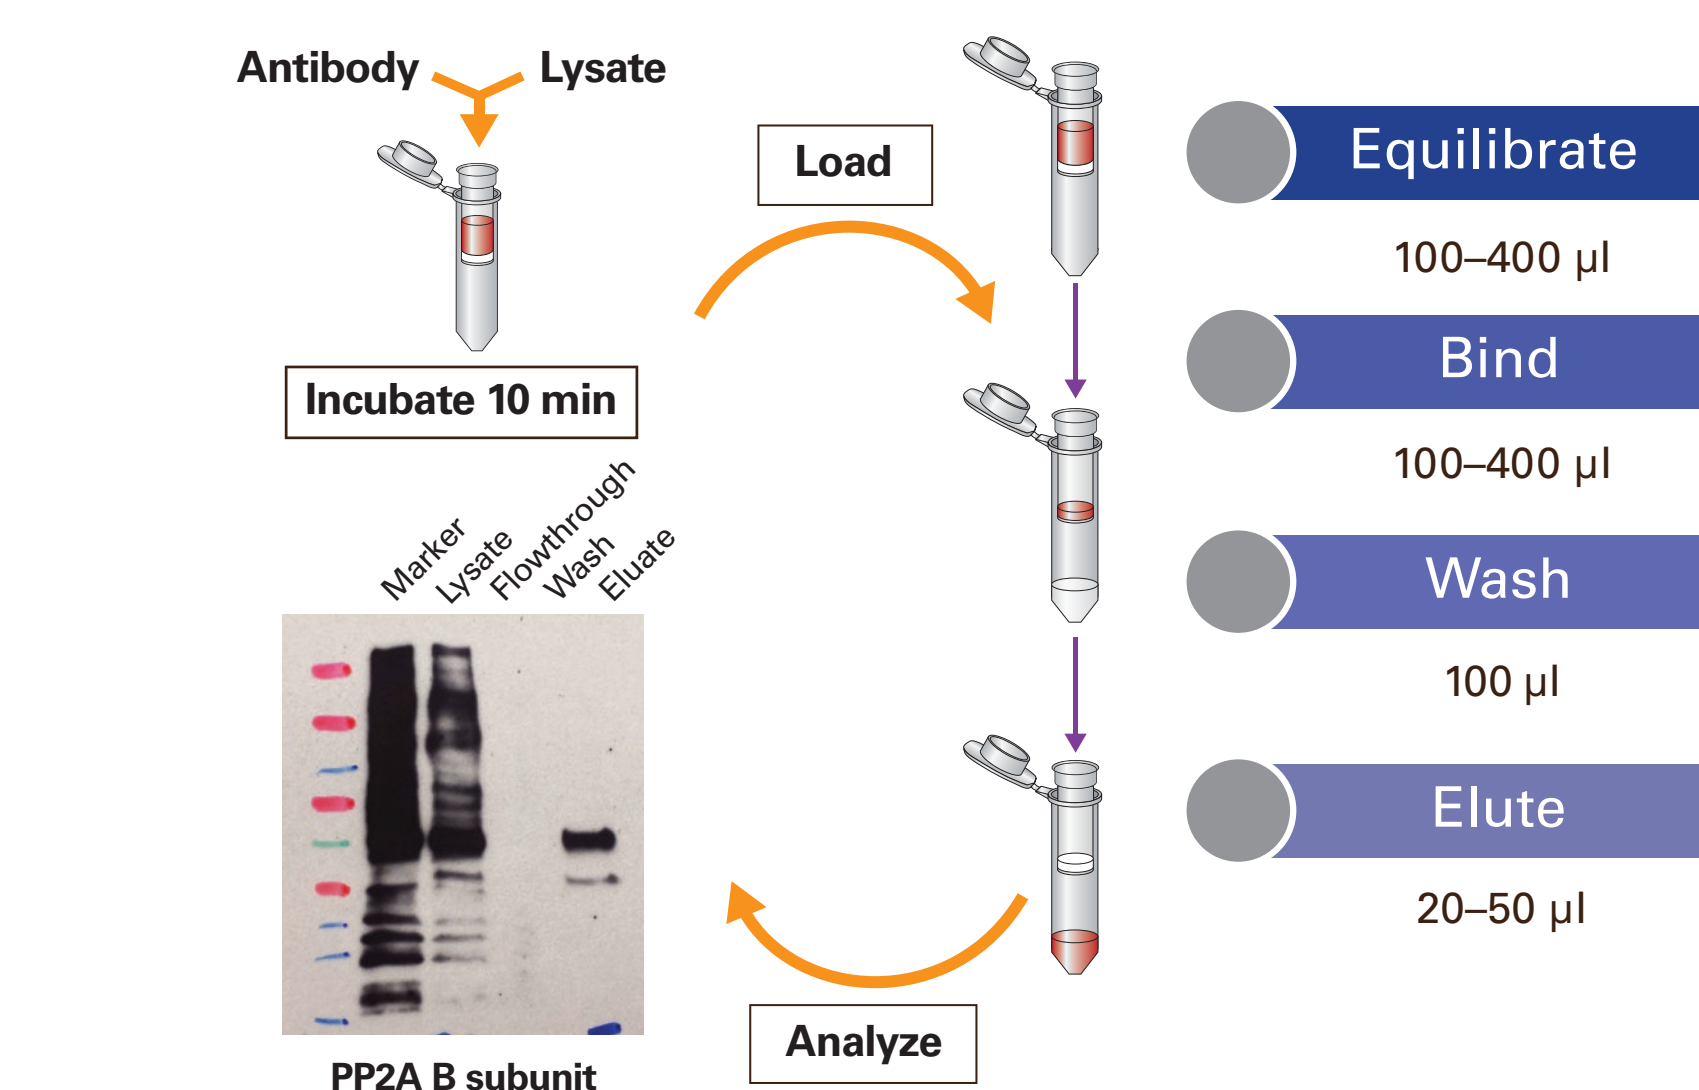 Antibody
Lysate
Incubate 10 min
Load
Marker
Lysate
Flowthrough
Wash
Eluate
PP2A B subunit
Analyze
Equilibrate
100–400 µl
Bind
100–400 µl
Wash
100 µl
Elute
20–50 µl